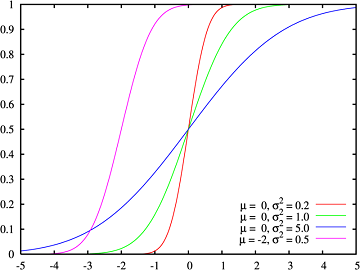 1
0.9
0.8
0.7
0.6
0.5
0.4
0.3
0.2
0.1
0
μ = 0, σ² = 0.2
μ = 0, σ² = 1.0
μ = 0, σ² = 5.0
μ = -2, σ² = 0.5
-5 -4 -3 -2 -1 0 1 2 3 4 5